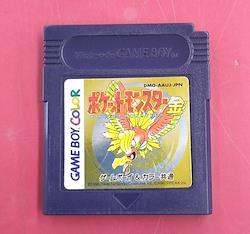 Nintendo GAME BOY
DMG-AAUJ-JPN
ポケットモンスター金
GAME BOY COLOR
ゲームボーイ&カラー共通